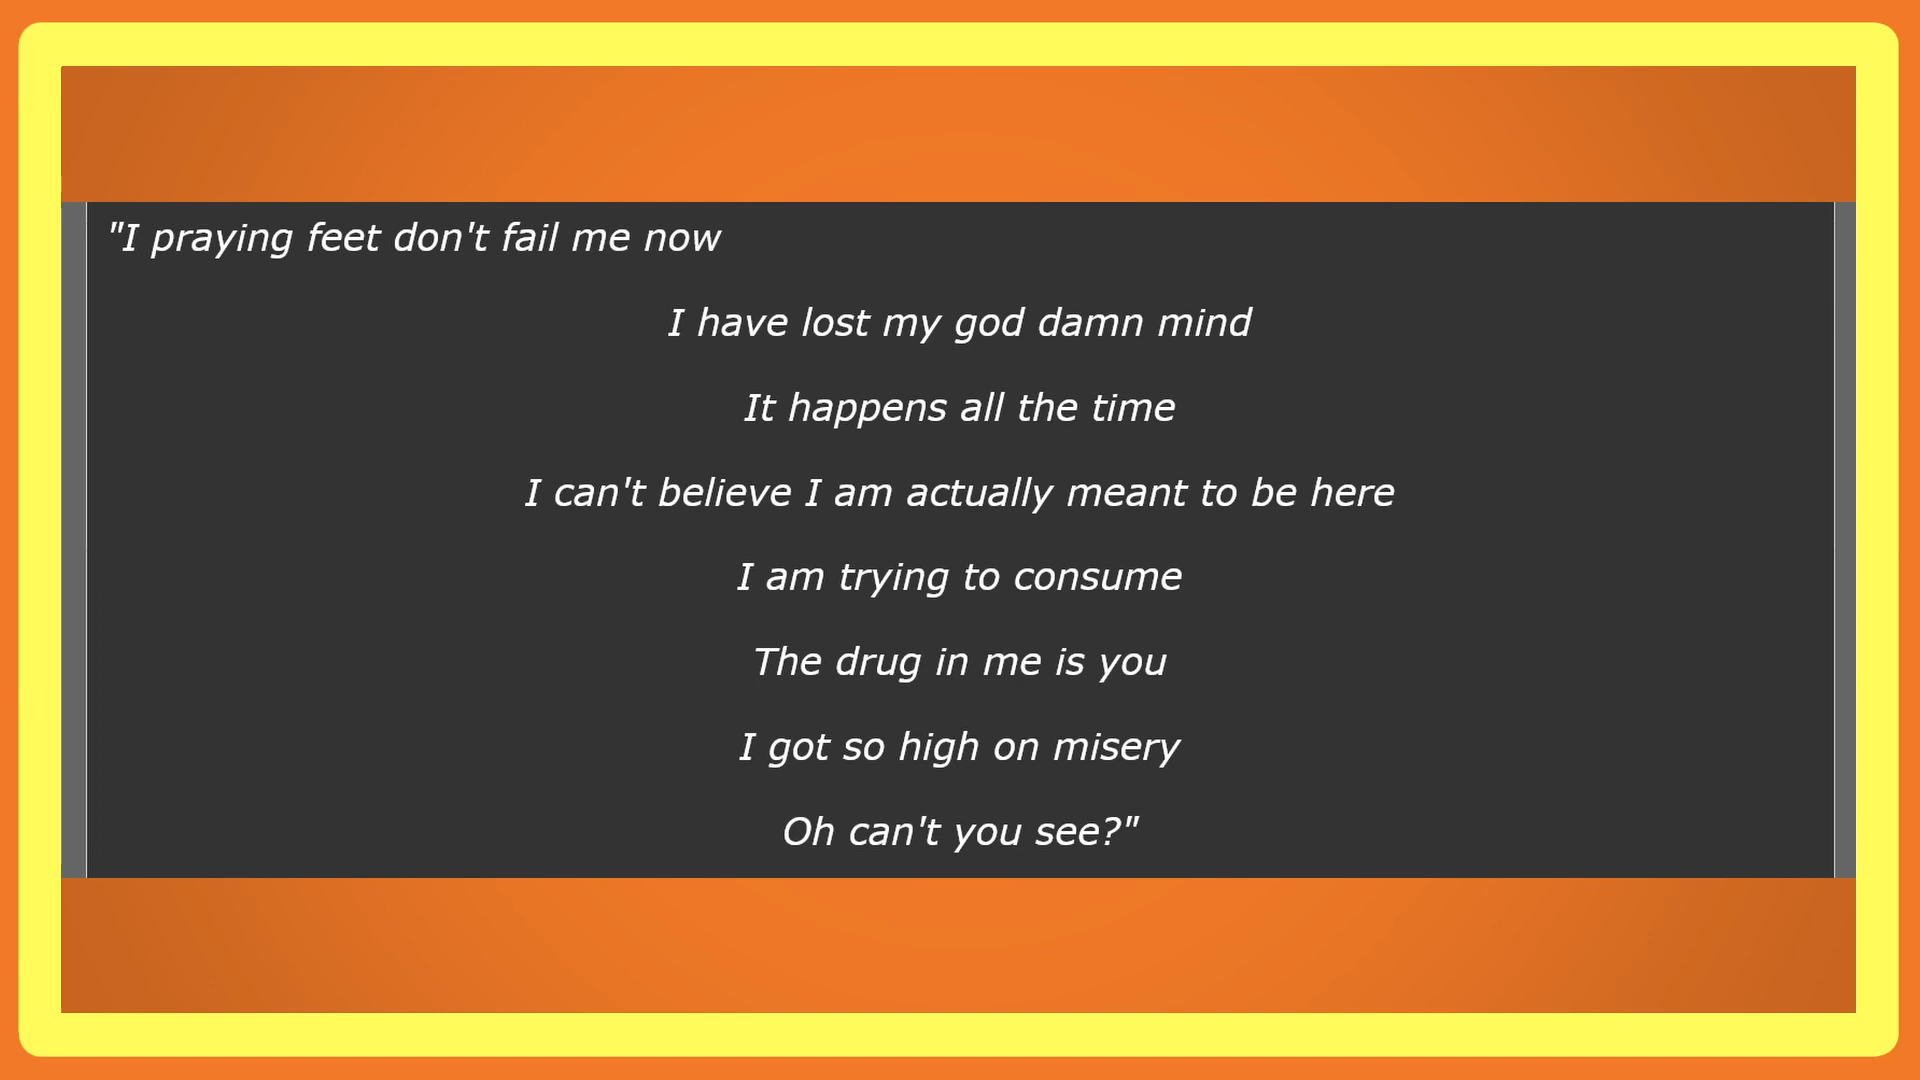 "I praying feet don't fail me now
I have lost my god damn mind
It happens all the time
I can't believe I am actually meant to be here
I am trying to consume
The drug in me is you
I got so high on misery
Oh can't you see?"